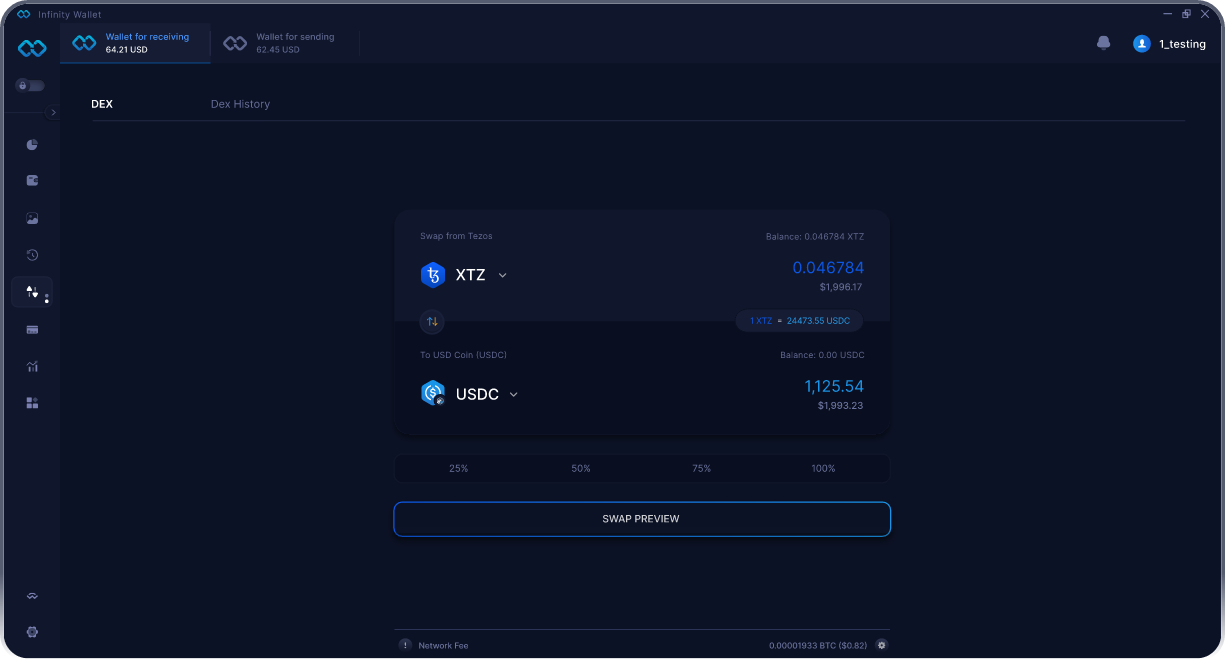 Infinity Wallet
Wallet for receiving
64.21 USD
Wallet for sending
62.45 USD
1_testing
DEX
Dex History
Swap from Tezos
Balance: 0.046784 XTZ
XTZ
0.046784
$1,996.17
1 XTZ = 24473.55 USDC
To USD Coin (USDC)
Balance: 0.00 USDC
USDC
1,125.54
$1,993.23
25% 50% 75% 100%
SWAP PREVIEW
Network Fee
0.00001933 BTC ($0.82)